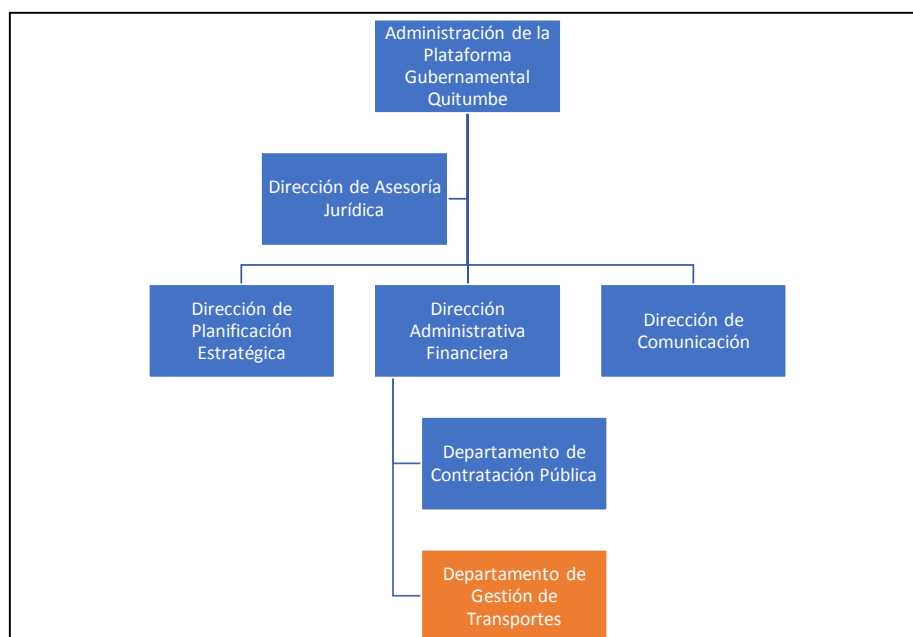 Administración de la
Plataforma
Gubernamental
Quitumbe
Dirección de Asesoría
Jurídica
Dirección de
Planificación
Estratégica
Dirección
Administrativa
Financiera
Dirección de
Comunicación
Departamento de
Contratación Pública
Departamento de
Gestión de
Transportes